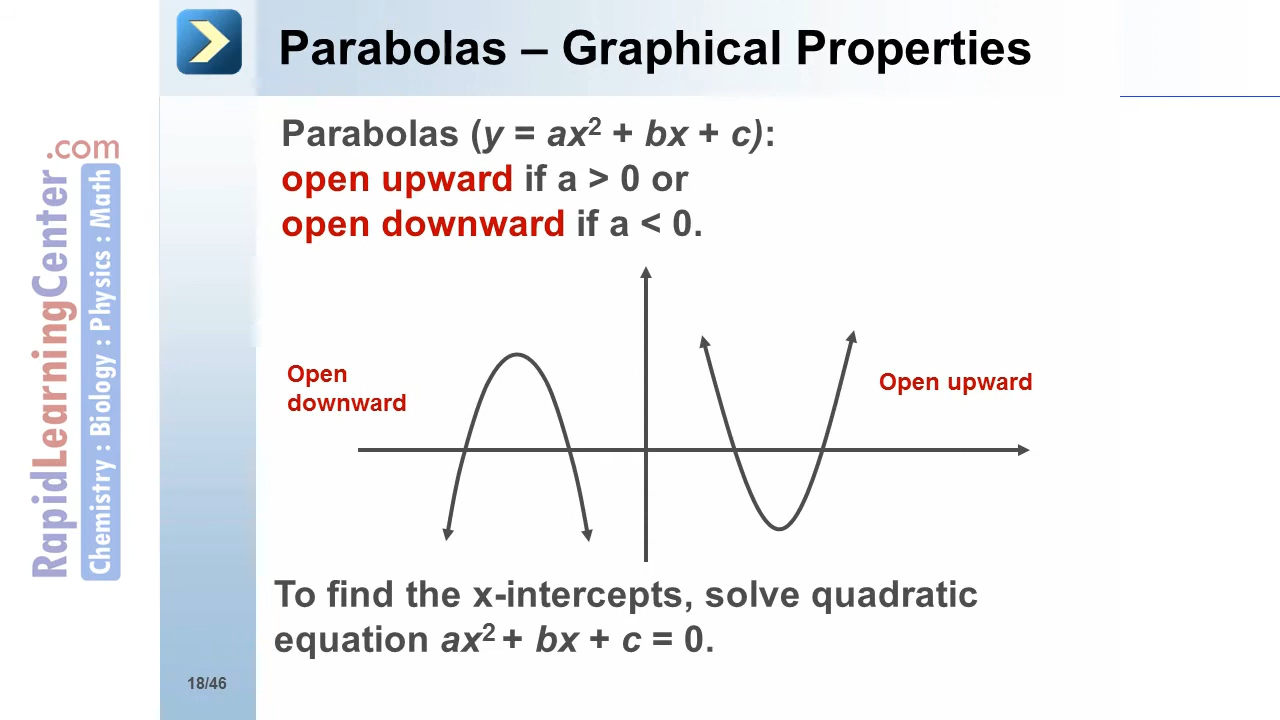 Parabolas – Graphical Properties
Parabolas (y = ax² + bx + c):
open upward if a > 0 or
open downward if a < 0.
Open
downward
Open upward
To find the x-intercepts, solve quadratic
equation ax² + bx + c = 0.
18/46
RapidLearningCenter.com
Chemistry : Biology : Physics : Math